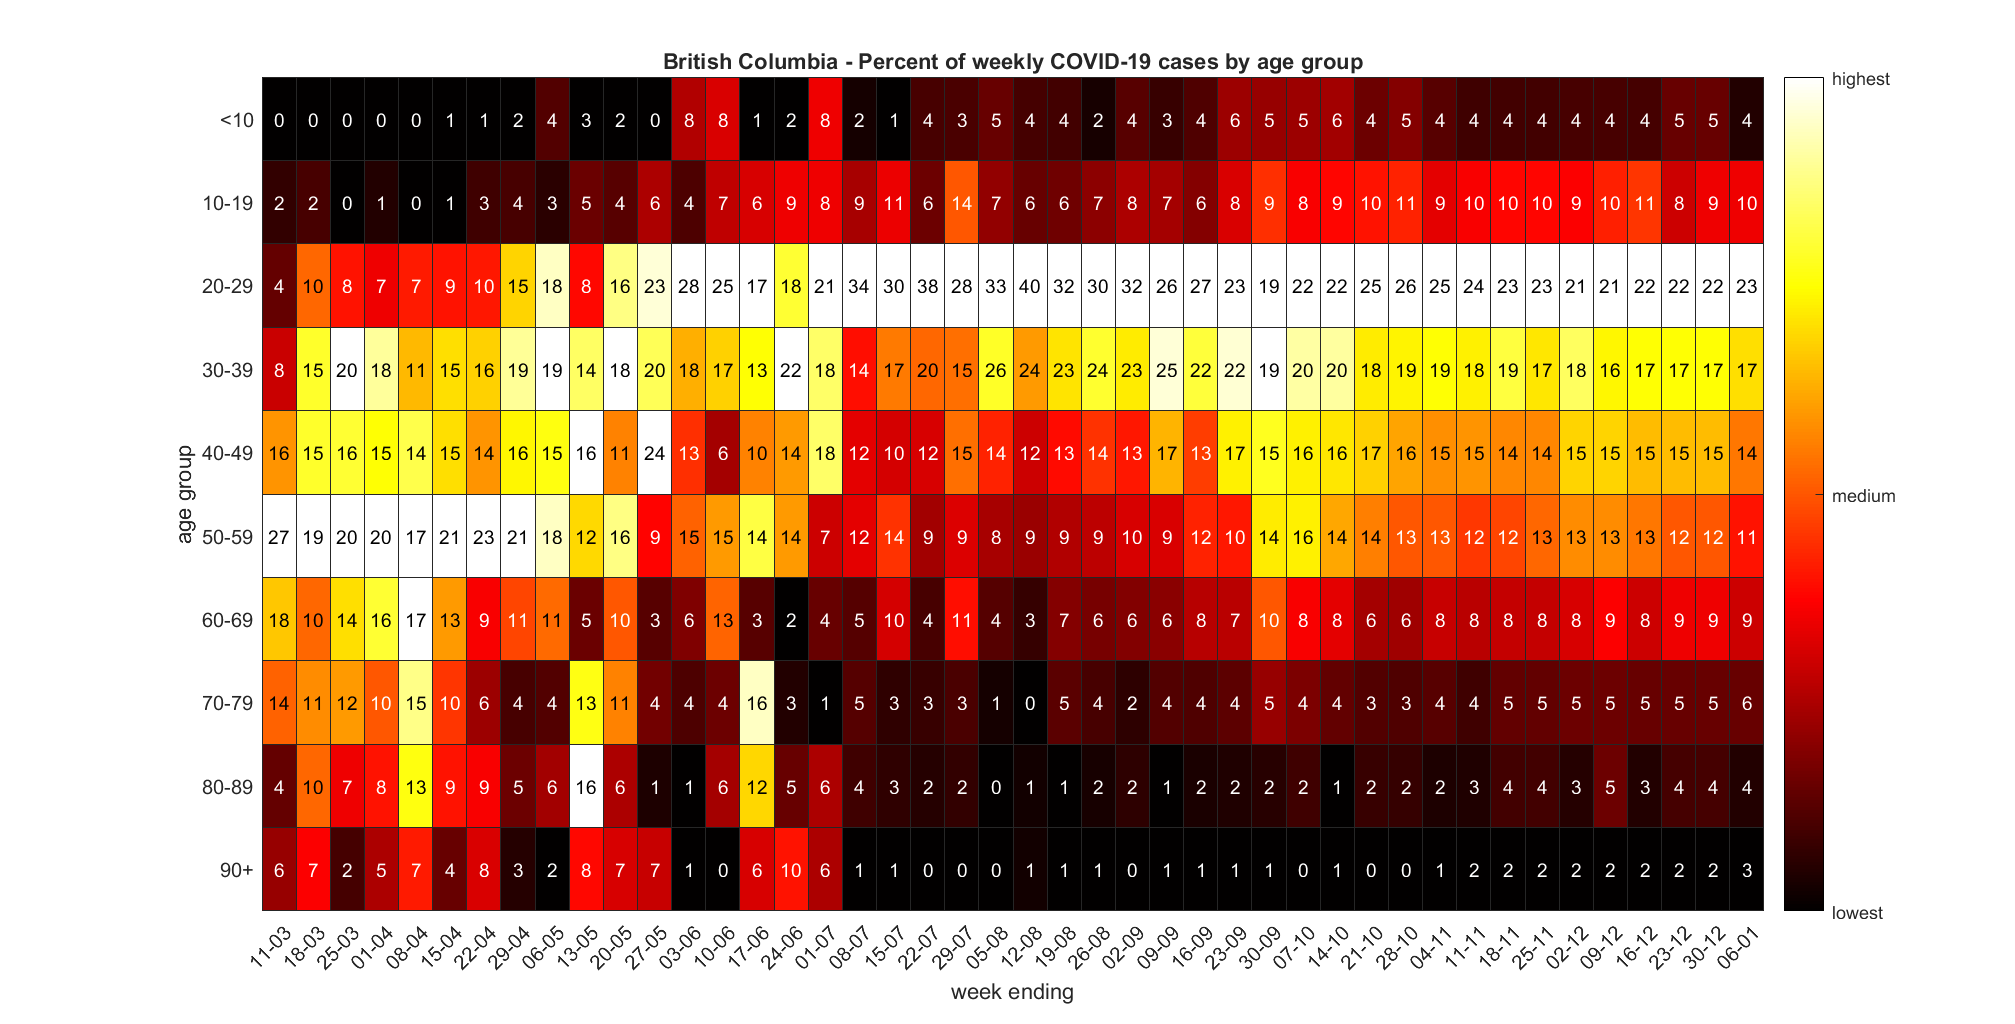 British Columbia - Percent of weekly COVID-19 cases by age group
highest
<10 0 0 0 0 0 1 1 2 4 3 2 0 8 8 1 2 8 2 1 4 3 5 4 4 2 4 3 4 6 5 5 6 4 5 4 4 4 4 4 4 4 5 5 4
10-19 2 2 0 1 0 1 3 4 3 5 4 6 4 7 6 9 8 9 11 6 14 7 6 6 7 8 7 6 8 9 8 9 10 11 9 10 10 10 9 10 11 8 9 10
20-29 4 10 8 7 7 9 10 15 18 8 16 23 28 25 17 18 21 34 30 38 28 33 40 32 30 32 26 27 23 19 22 22 25 26 25 24 23 23 21 21 22 22 22 23
30-39 8 15 20 18 11 15 16 19 19 14 18 20 18 17 13 22 18 14 17 20 15 26 24 23 24 23 25 22 22 19 20 20 18 19 19 18 19 17 18 16 17 17 17 17
40-49 16 15 16 15 14 15 14 16 15 16 11 24 13 6 10 14 18 12 10 12 15 14 12 13 14 13 17 13 17 15 16 16 17 16 15 15 14 14 15 15 15 15 15 14
age group
medium
50-59 27 19 20 20 17 21 23 21 18 12 16 9 15 15 14 14 7 12 14 9 9 8 9 9 9 10 9 12 10 14 16 14 14 13 13 12 12 13 13 13 13 12 12 11
60-69 18 10 14 16 17 13 9 11 11 5 10 3 6 13 3 2 4 5 10 4 11 4 3 7 6 6 6 8 7 10 8 8 6 6 8 8 8 8 8 9 8 9 9 9
70-79 14 11 12 10 15 10 6 4 4 13 11 4 4 4 16 3 1 5 3 3 3 1 0 5 4 2 4 4 4 5 4 4 3 3 4 4 5 5 5 5 5 5 5 6
80-89 4 10 7 8 13 9 9 5 6 16 6 1 1 6 12 5 6 4 3 2 2 0 1 1 2 2 1 2 2 2 2 1 2 2 2 3 4 4 3 5 3 4 4 4
90+ 6 7 2 5 7 4 8 3 2 8 7 7 1 0 6 10 6 1 1 0 0 0 1 1 1 0 1 1 1 1 0 1 0 0 1 2 2 2 2 2 2 2 2 3
lowest
11-03 18-03 25-03 01-04 08-04 15-04 22-04 29-04 06-05 13-05 20-05 27-05 03-06 10-06 17-06 24-06 01-07 08-07 15-07 22-07 29-07 05-08 12-08 19-08 26-08 02-09 09-09 16-09 23-09 30-09 07-10 14-10 21-10 28-10 04-11 11-11 18-11 25-11 02-12 09-12 16-12 23-12 30-12 06-01
week ending